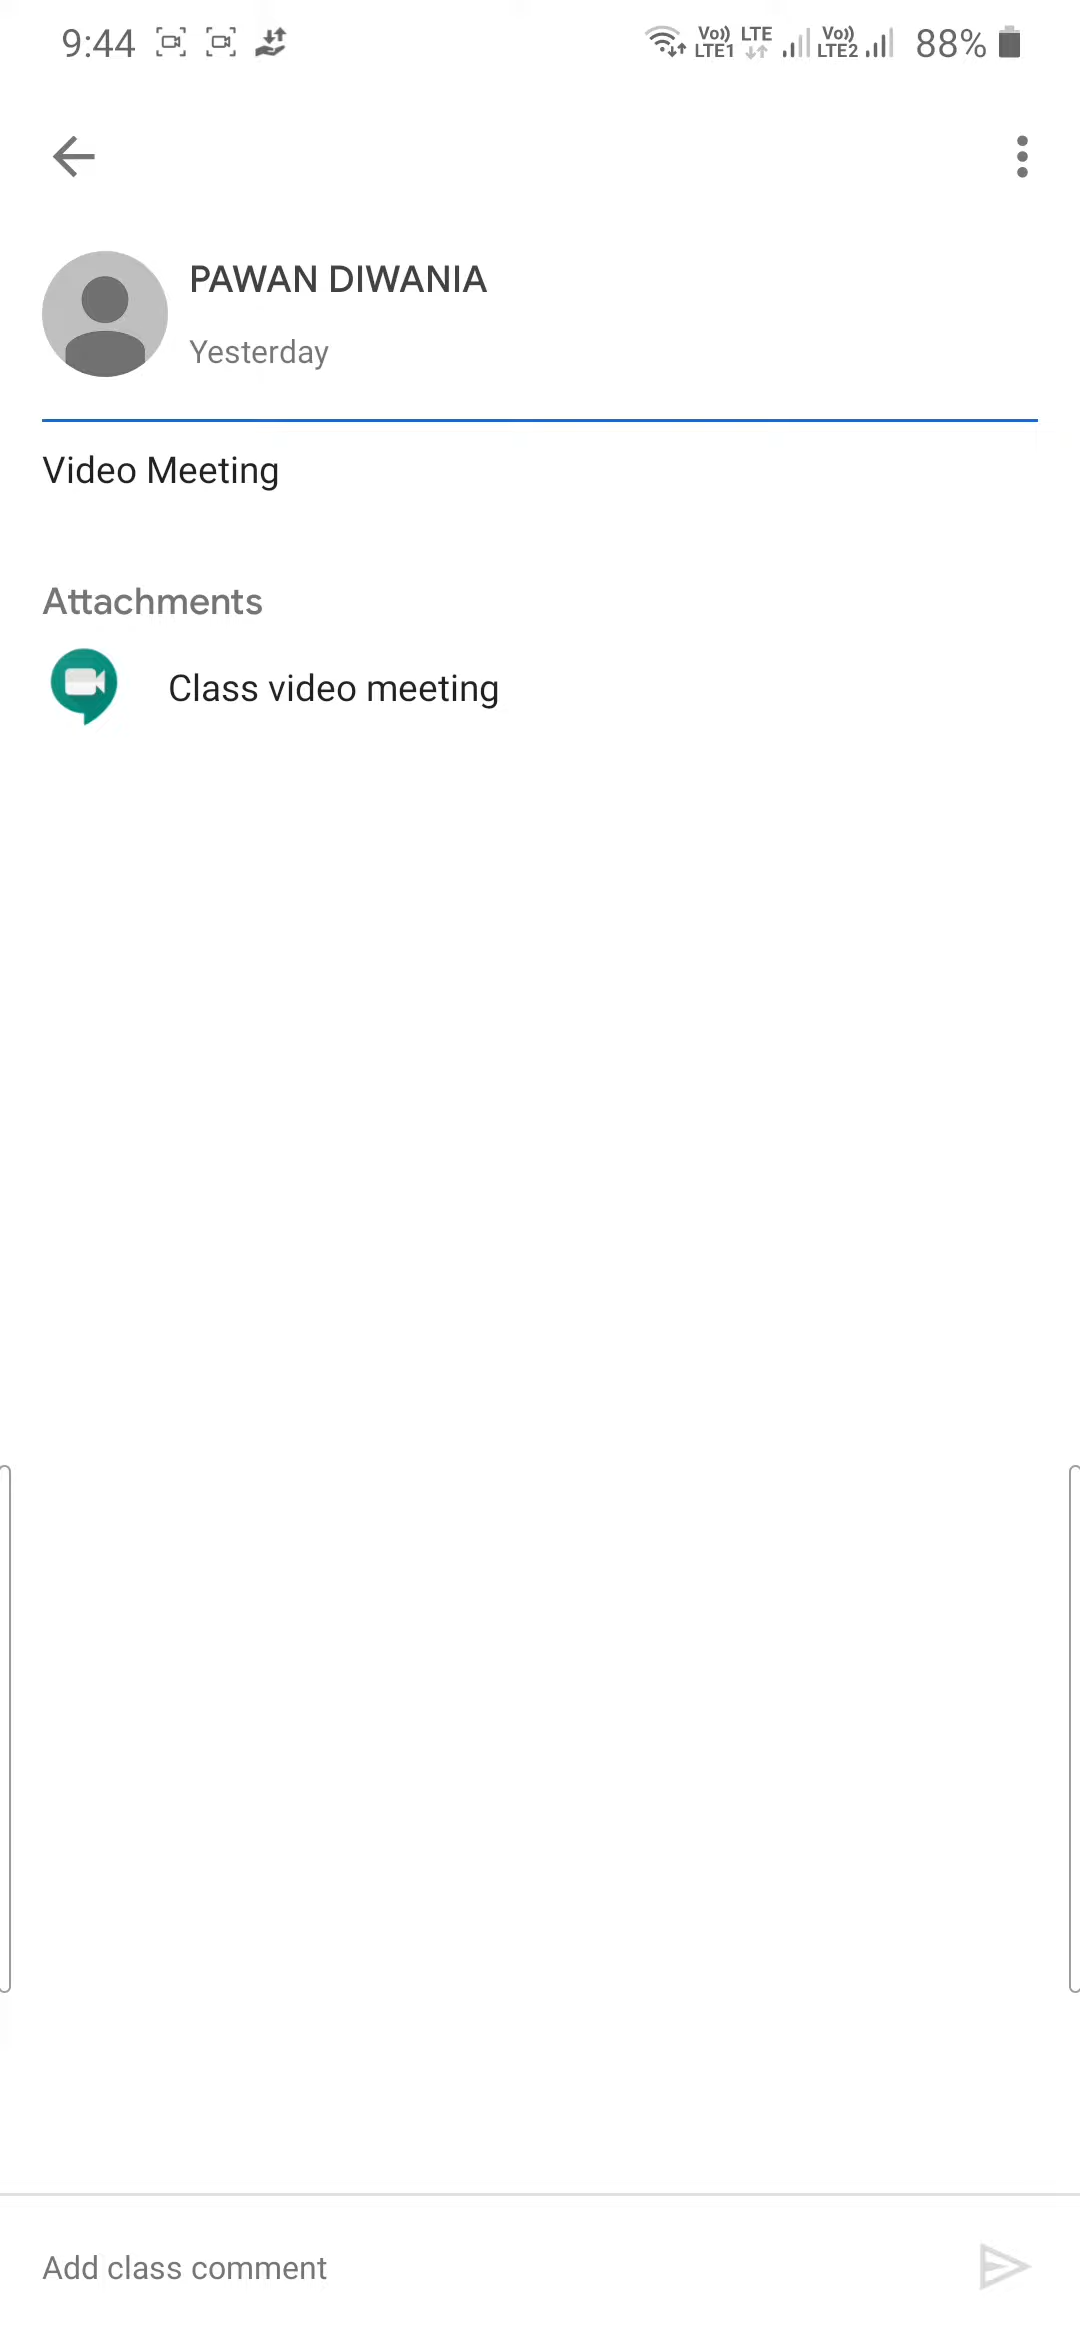 9:44 Vo)) LTE Vo)) 88%
LTE1 LTE2
PAWAN DIWANIA
Yesterday
Video Meeting
Attachments
Class video meeting
Add class comment